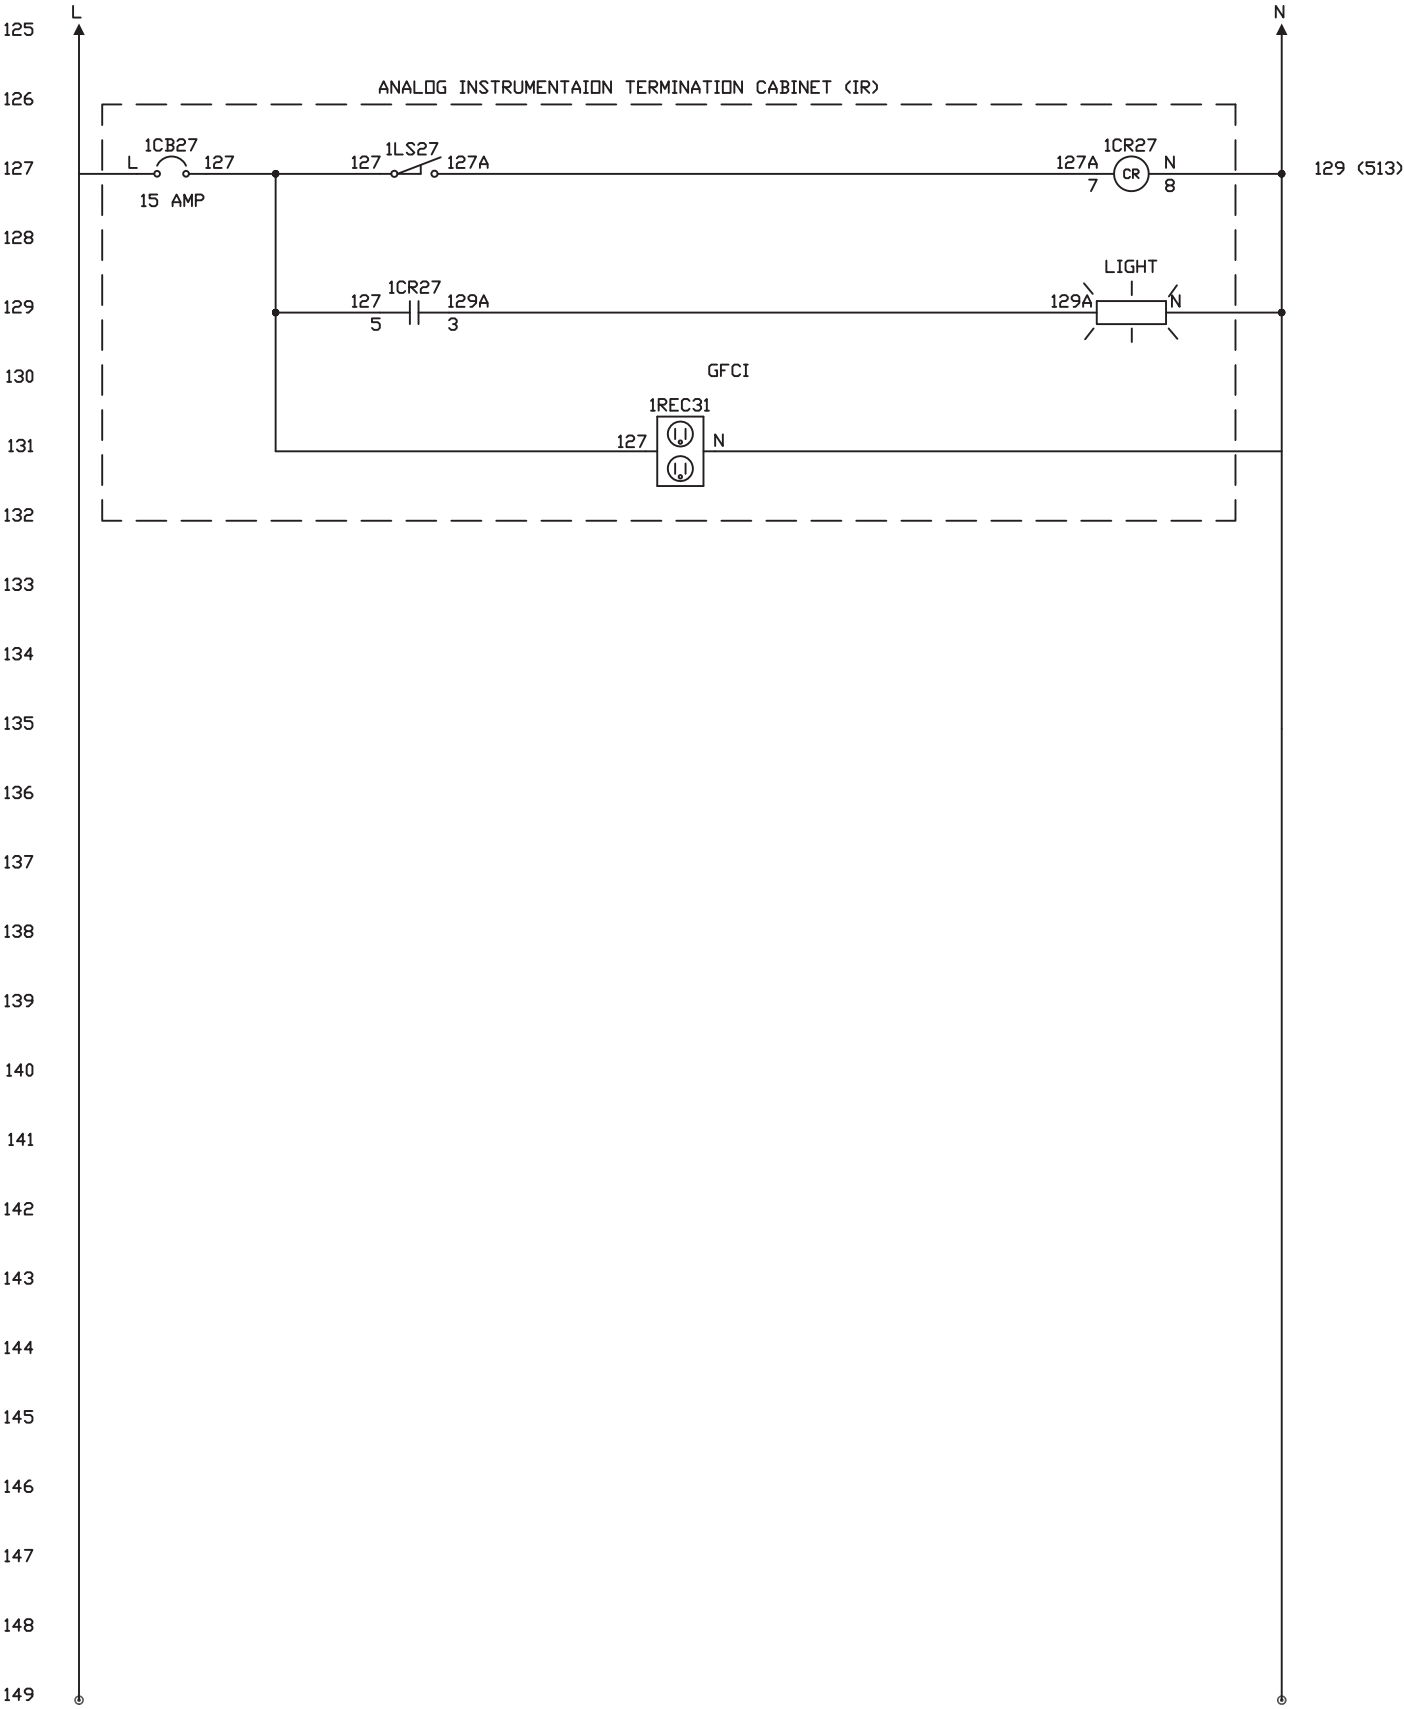 L N
125
ANALOG INSTRUMENTAION TERMINATION CABINET (IR)
126
1CB27 1LS27 1CR27
127 L 127 127 127A 127A CR N 129 (513)
7 8
15 AMP
128
LIGHT
1CR27
129 127 129A 129A N
5 3
130 GFCI
1REC31
131 127 N
132
133
134
135
136
137
138
139
140
141
142
143
144
145
146
147
148
149